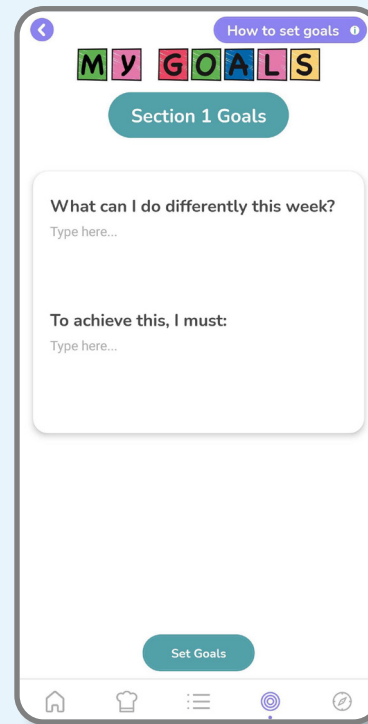 How to set goals i
MY GOALS
Section 1 Goals
What can I do differently this week?
Type here...
To achieve this, I must:
Type here...
Set Goals